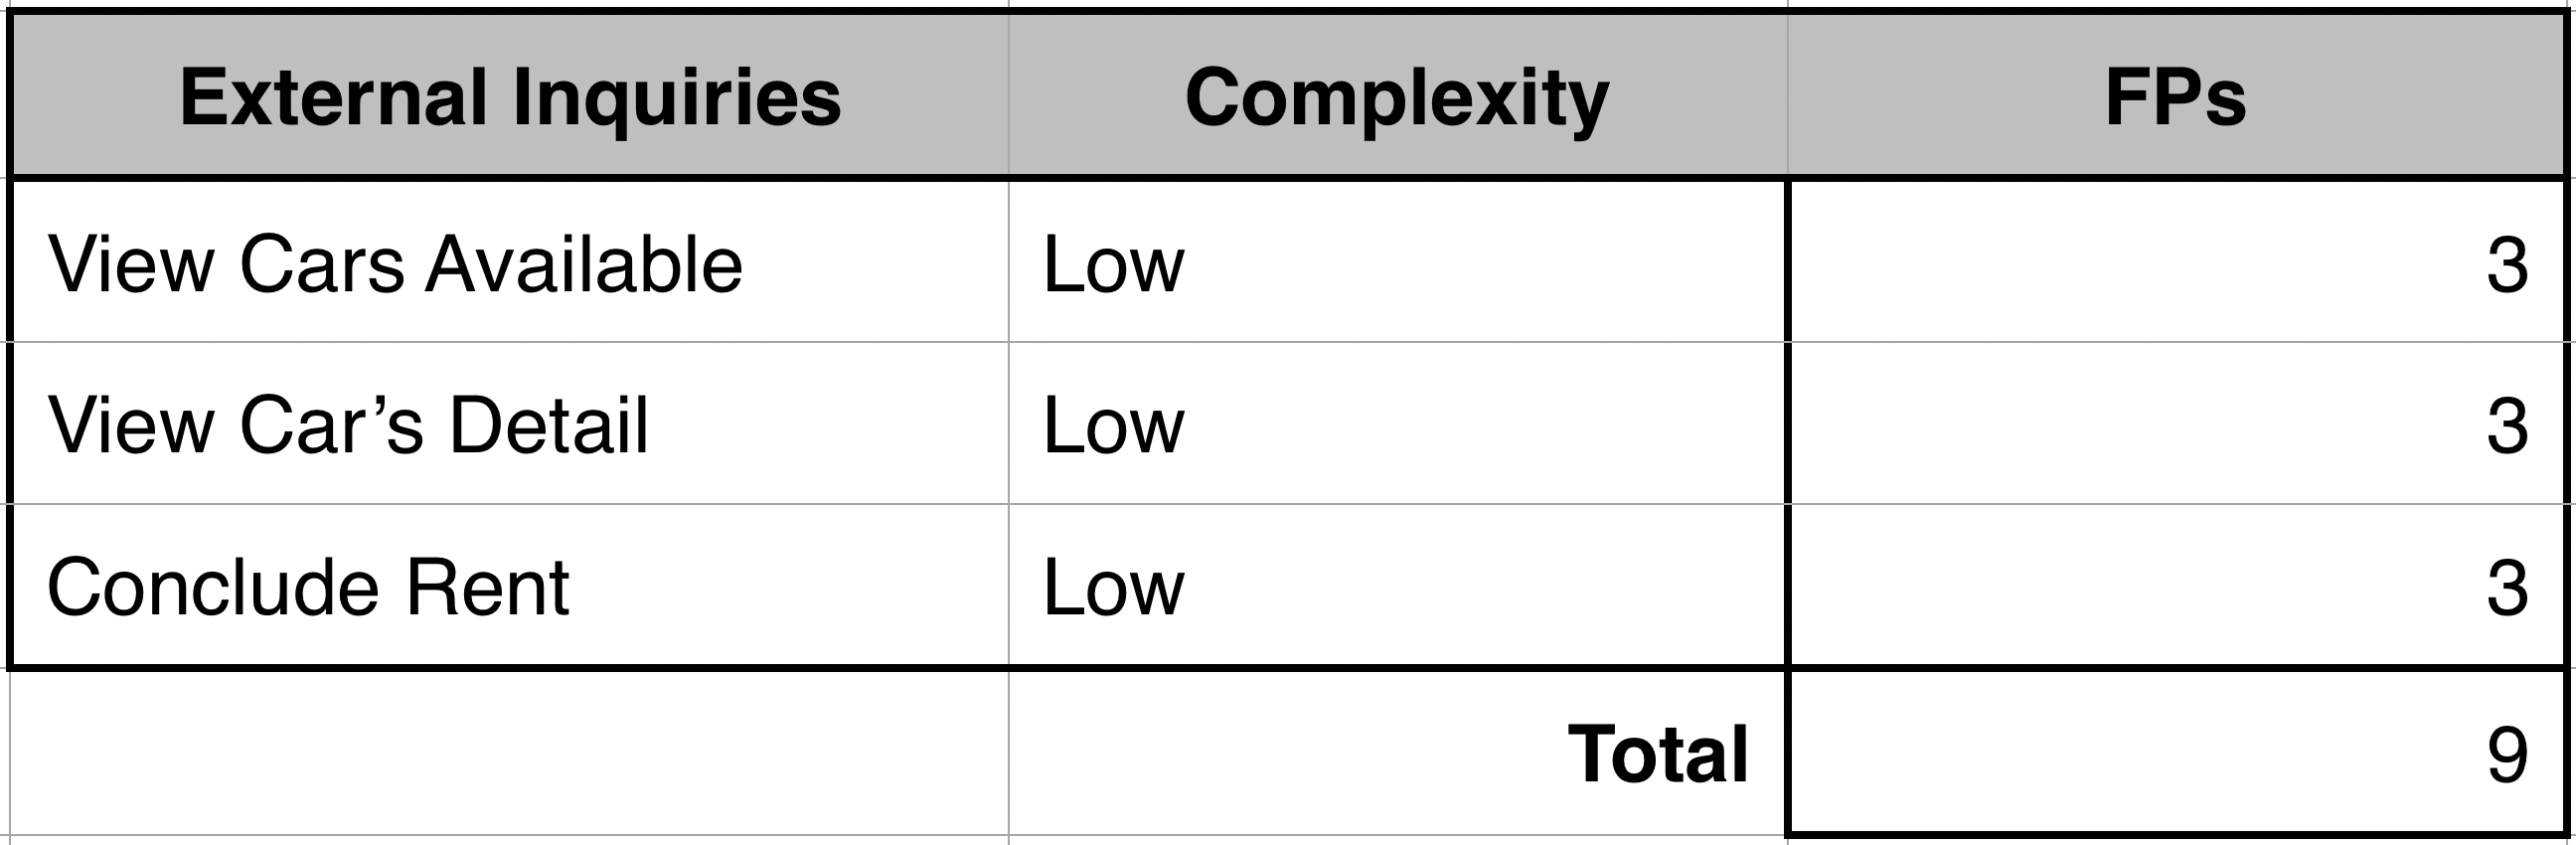 External Inquiries Complexity FPs
View Cars Available Low 3
View Car’s Detail Low 3
Conclude Rent Low 3
Total 9